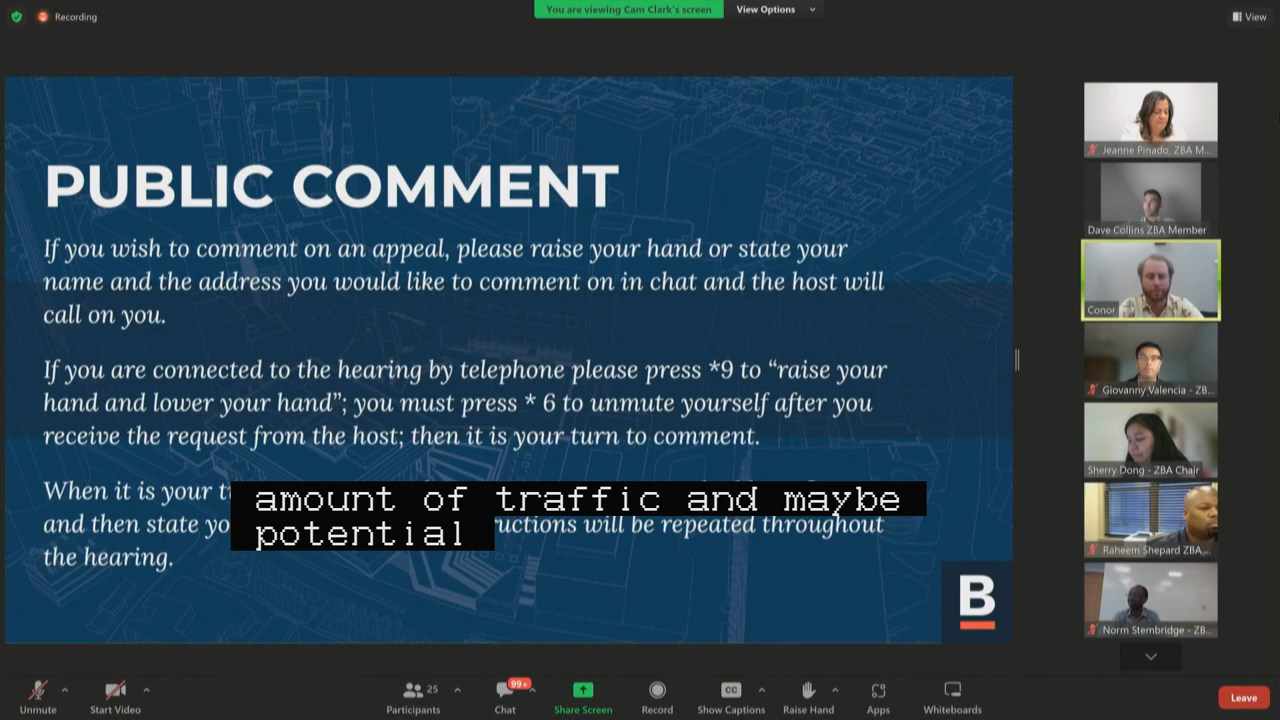 Recording
You are viewing Cam Clark's screen
View Options
View
PUBLIC COMMENT
If you wish to comment on an appeal, please raise your hand or state your
name and the address you would like to comment on in chat and the host will
call on you.
If you are connected to the hearing by telephone please press *9 to “raise your
hand and lower your hand”; you must press * 6 to unmute yourself after you
receive the request from the host; then it is your turn to comment.
When it is your
and then state
will be repeated throughout
the hearing.
amount of traffic and maybe
potential
B
Jeanne Pinado, ZBA M...
Dave Collins ZBA Member
Conor
Giovanny Valencia - ZB...
Sherry Dong - ZBA Chair
Raheem Shepard ZBA,...
Norm Stembridge - ZB...
Unmute
Start Video
25
Participants
99+
Chat
Share Screen
Record
CC
Show Captions
Raise Hand
Apps
Whiteboards
Leave